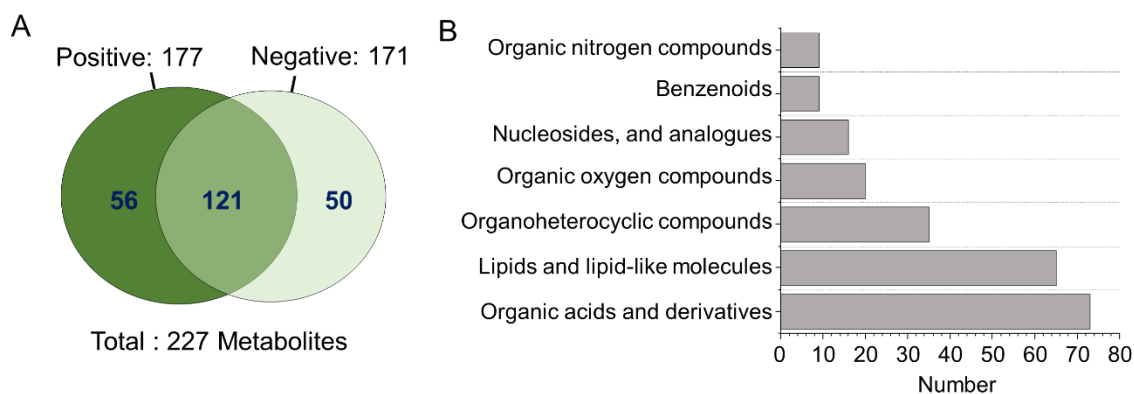 A
Positive: 177
Negative: 171
56
121
50
Total : 227 Metabolites
B
Organic nitrogen compounds
Benzenoids
Nucleosides, and analogues
Organic oxygen compounds
Organoheterocyclic compounds
Lipids and lipid-like molecules
Organic acids and derivatives
0 10 20 30 40 50 60 70 80
Number